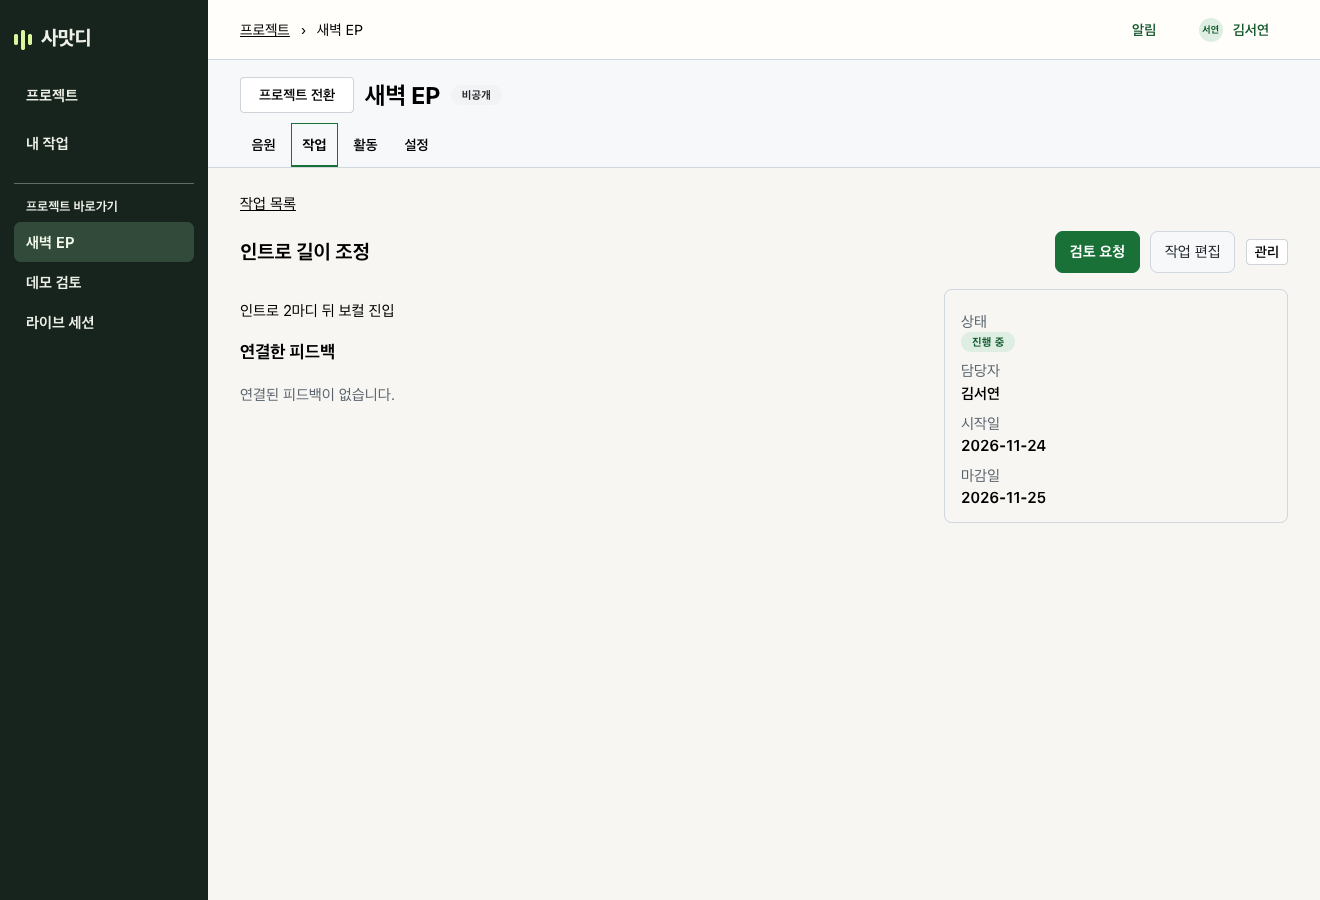 사맛디
프로젝트
내 작업
프로젝트 바로가기
새벽 EP
데모 검토
라이브 세션
프로젝트 › 새벽 EP
알림
서연 김서연
프로젝트 전환
새벽 EP
비공개
음원 작업 활동 설정
작업 목록
인트로 길이 조정
검토 요청
작업 편집
관리
인트로 2마디 뒤 보컬 진입
연결한 피드백
연결된 피드백이 없습니다.
상태
진행 중
담당자
김서연
시작일
2026-11-24
마감일
2026-11-25